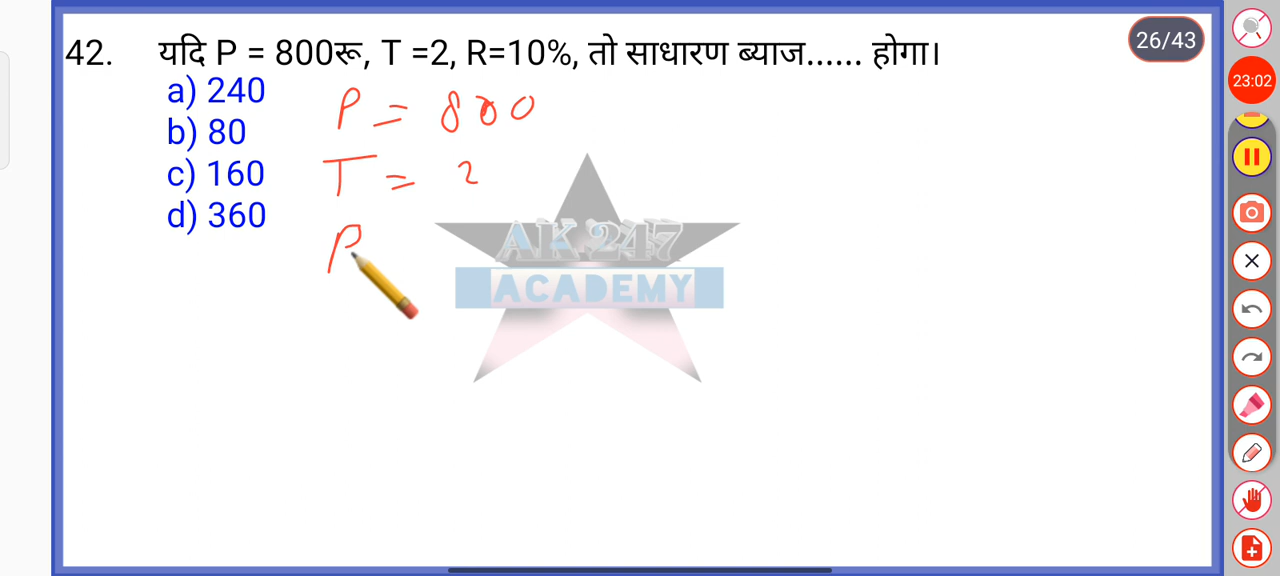 42. यदि P = 800रू, T =2, R=10%, तो साधारण ब्याज...... होगा।
26/43
23:02
a) 240
b) 80
c) 160
d) 360
P = 800
T = 2
AK 247
ACADEMY